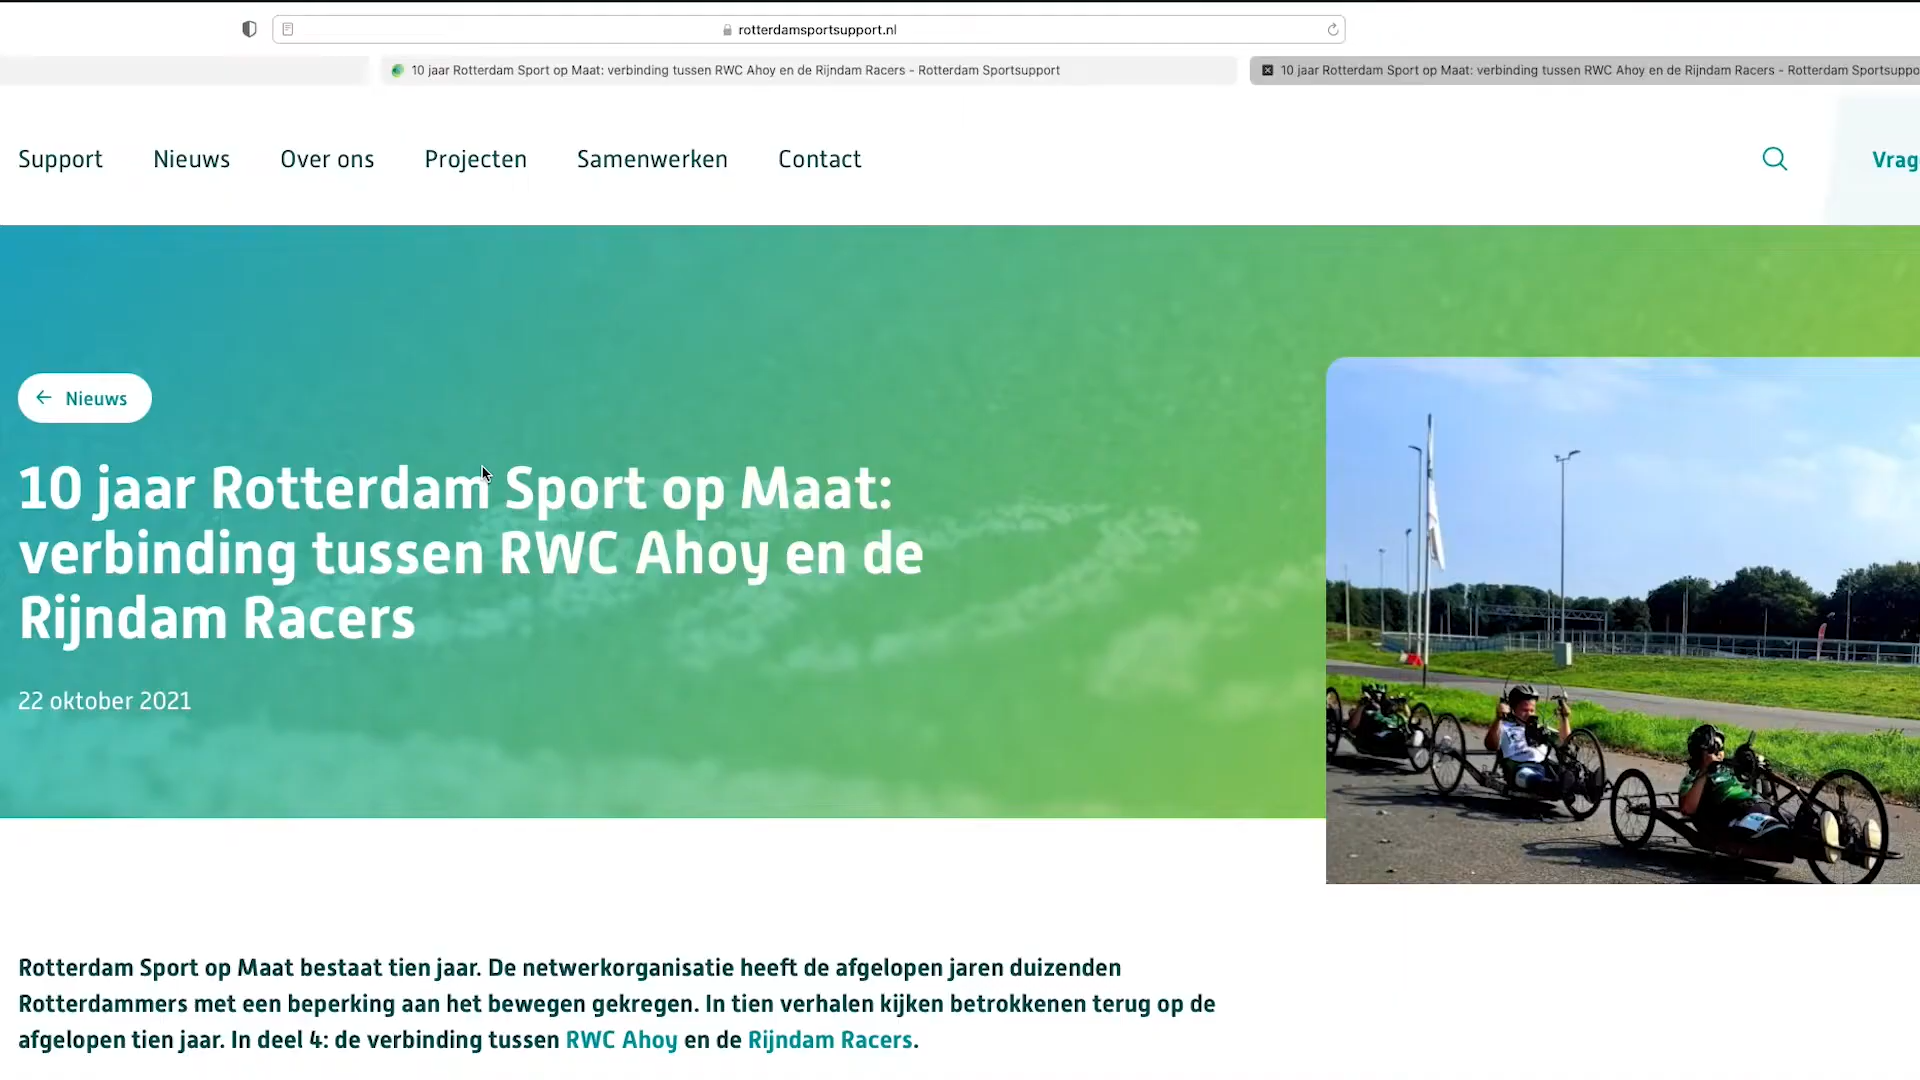 rotterdamsportsupport.nl
10 jaar Rotterdam Sport op Maat: verbinding tussen RWC Ahoy en de Rijndam Racers - Rotterdam Sportsupport
10 jaar Rotterdam Sport op Maat: verbinding tussen RWC Ahoy en de Rijndam Racers - Rotterdam Sportsuppo
Support Nieuws Over ons Projecten Samenwerken Contact
Vrag
← Nieuws
10 jaar Rotterdam Sport op Maat:
verbinding tussen RWC Ahoy en de
Rijndam Racers
22 oktober 2021
Rotterdam Sport op Maat bestaat tien jaar. De netwerkorganisatie heeft de afgelopen jaren duizenden
Rotterdammers met een beperking aan het bewegen gekregen. In tien verhalen kijken betrokkenen terug op de
afgelopen tien jaar. In deel 4: de verbinding tussen RWC Ahoy en de Rijndam Racers.